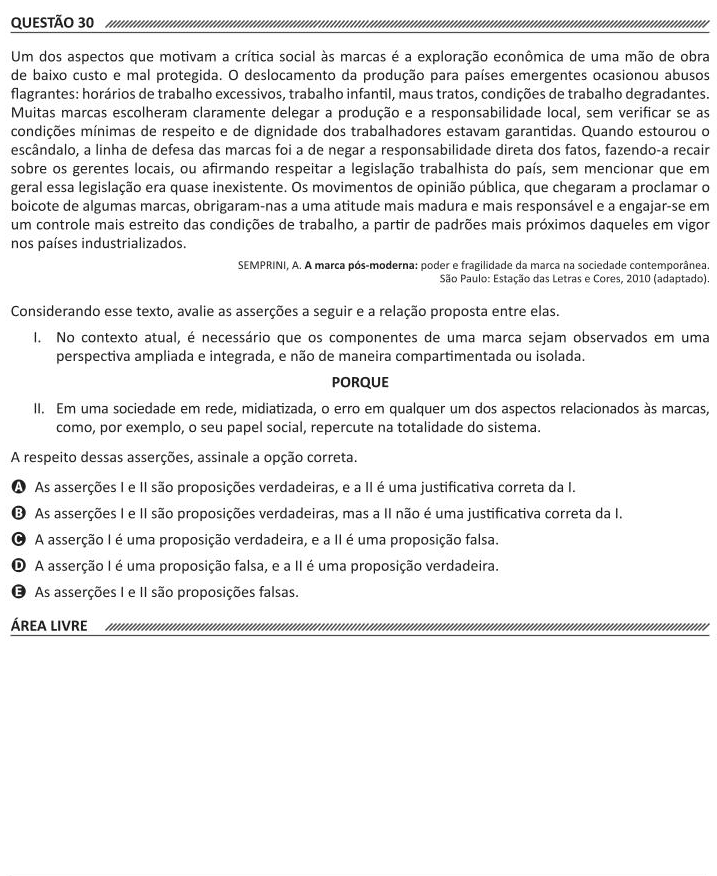 QUESTÃO 30
Um dos aspectos que motivam a crítica social às marcas é a exploração econômica de uma mão de obra
de baixo custo e mal protegida. O deslocamento da produção para países emergentes ocasionou abusos
flagrantes: horários de trabalho excessivos, trabalho infantil, maus tratos, condições de trabalho degradantes.
Muitas marcas escolheram claramente delegar a produção e a responsabilidade local, sem verificar se as
condições mínimas de respeito e de dignidade dos trabalhadores estavam garantidas. Quando estourou o
escândalo, a linha de defesa das marcas foi a de negar a responsabilidade direta dos fatos, fazendo-a recair
sobre os gerentes locais, ou afirmando respeitar a legislação trabalhista do país, sem mencionar que em
geral essa legislação era quase inexistente. Os movimentos de opinião pública, que chegaram a proclamar o
boicote de algumas marcas, obrigaram-nas a uma atitude mais madura e mais responsável e a engajar-se em
um controle mais estreito das condições de trabalho, a partir de padrões mais próximos daqueles em vigor
nos países industrializados.
SEMPRINI, A. A marca pós-moderna: poder e fragilidade da marca na sociedade contemporânea.
São Paulo: Estação das Letras e Cores, 2010 (adaptado).
Considerando esse texto, avalie as asserções a seguir e a relação proposta entre elas.
I. No contexto atual, é necessário que os componentes de uma marca sejam observados em uma
perspectiva ampliada e integrada, e não de maneira compartimentada ou isolada.
PORQUE
II. Em uma sociedade em rede, midiatizada, o erro em qualquer um dos aspectos relacionados às marcas,
como, por exemplo, o seu papel social, repercute na totalidade do sistema.
A respeito dessas asserções, assinale a opção correta.
A As asserções I e II são proposições verdadeiras, e a II é uma justificativa correta da I.
B As asserções I e II são proposições verdadeiras, mas a II não é uma justificativa correta da I.
C A asserção I é uma proposição verdadeira, e a II é uma proposição falsa.
D A asserção I é uma proposição falsa, e a II é uma proposição verdadeira.
E As asserções I e II são proposições falsas.
ÁREA LIVRE